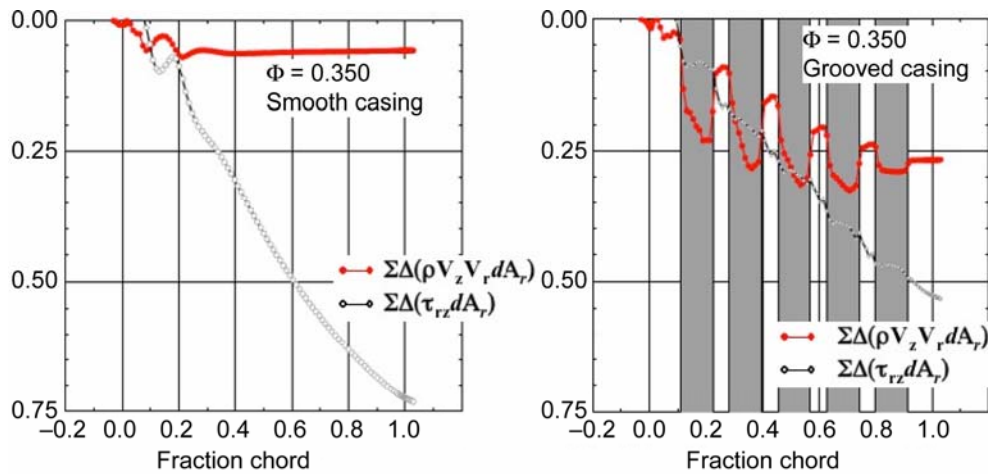 0.00
0.25
0.50
0.75
–0.2 0.0 0.2 0.4 0.6 0.8 1.0
Fraction chord
Φ = 0.350
Smooth casing
ΣΔ(ρV_zV_rdA_r)
ΣΔ(τ_rzdA_r)
0.00
0.25
0.50
0.75
–0.2 0.0 0.2 0.4 0.6 0.8 1.0
Fraction chord
Φ = 0.350
Grooved casing
ΣΔ(ρV_zV_rdA_r)
ΣΔ(τ_rzdA_r)